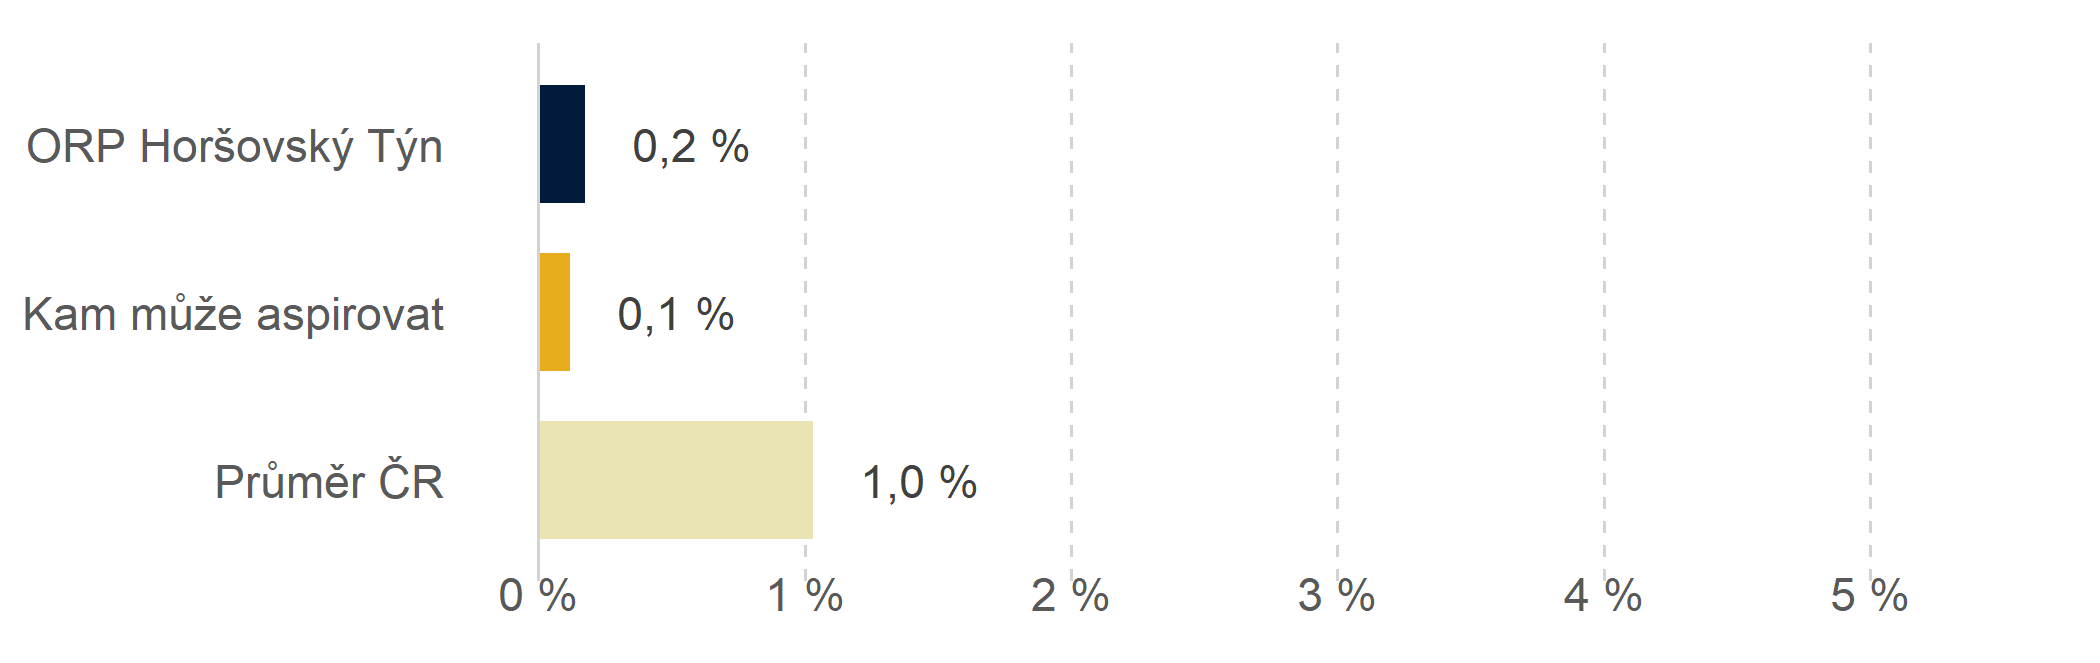 ORP Horšovský Týn 0,2 %
Kam může aspirovat 0,1 %
Průměr ČR 1,0 %
0 % 1 % 2 % 3 % 4 % 5 %